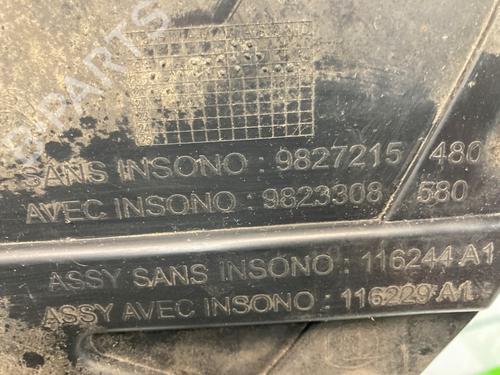 SANS INSONO : 9827215 480
AVEC INSONO : 9823308 580
ASSY SANS INSONO : 116244 A1
ASSY AVEC INSONO : 116229 A1